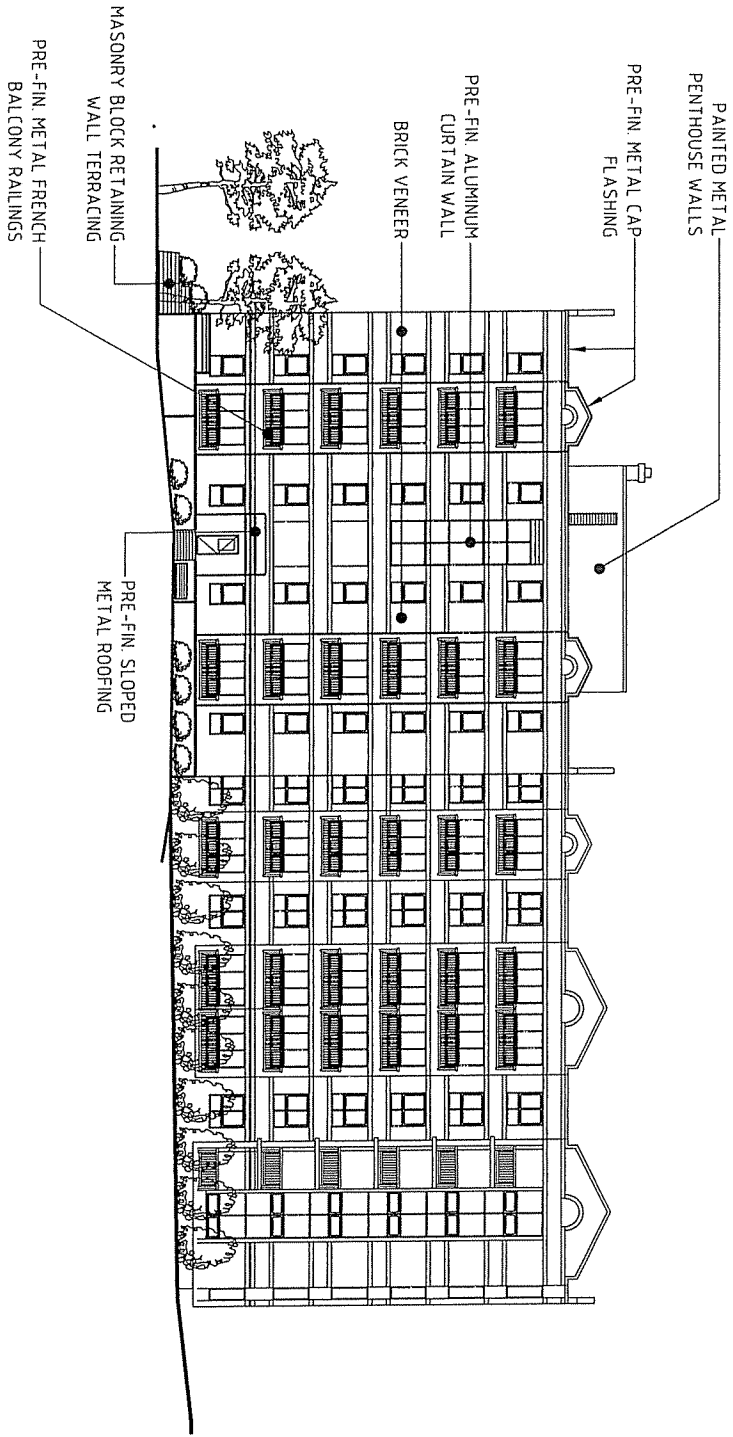 PAINTED METAL
PENTHOUSE WALLS
PRE-FIN. METAL CAP
FLASHING
PRE-FIN. ALUMINUM
CURTAIN WALL
BRICK VENEER
MASONRY BLOCK RETAINING
WALL TERRACING
PRE-FIN. METAL FRENCH
BALCONY RAILINGS
PRE-FIN. SLOPED
METAL ROOFING